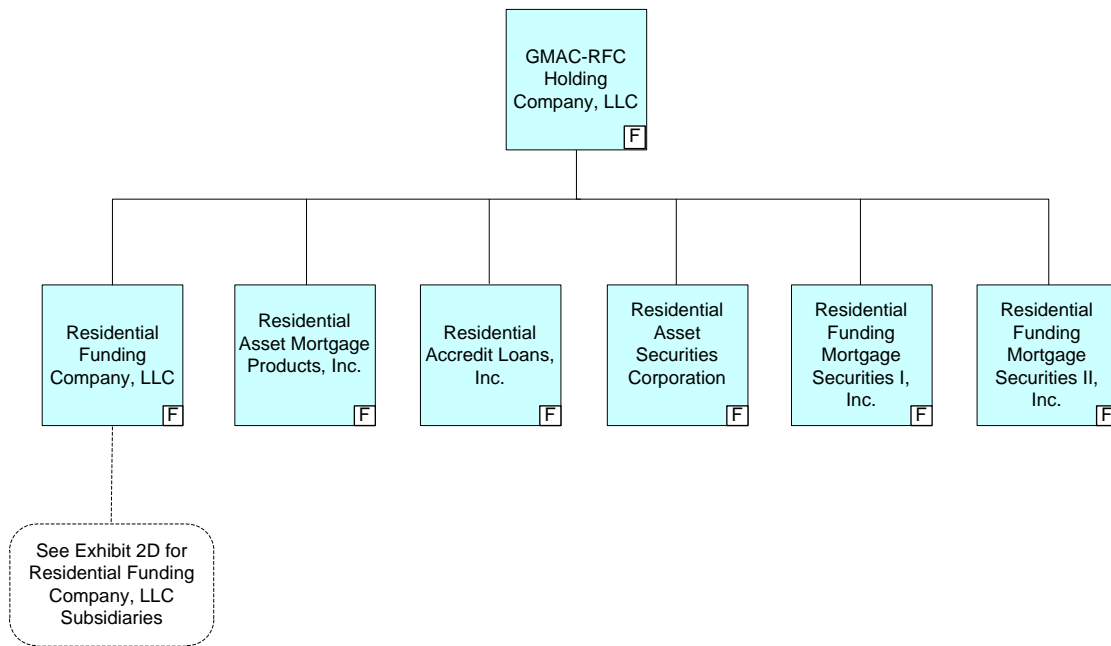 GMAC-RFC
Holding
Company, LLC
F
Residential
Funding
Company, LLC
F
Residential
Asset Mortgage
Products, Inc.
F
Residential
Accredit Loans,
Inc.
F
Residential
Asset
Securities
Corporation
F
Residential
Funding
Mortgage
Securities I,
Inc.
F
Residential
Funding
Mortgage
Securities II,
Inc.
F
See Exhibit 2D for
Residential Funding
Company, LLC
Subsidiaries